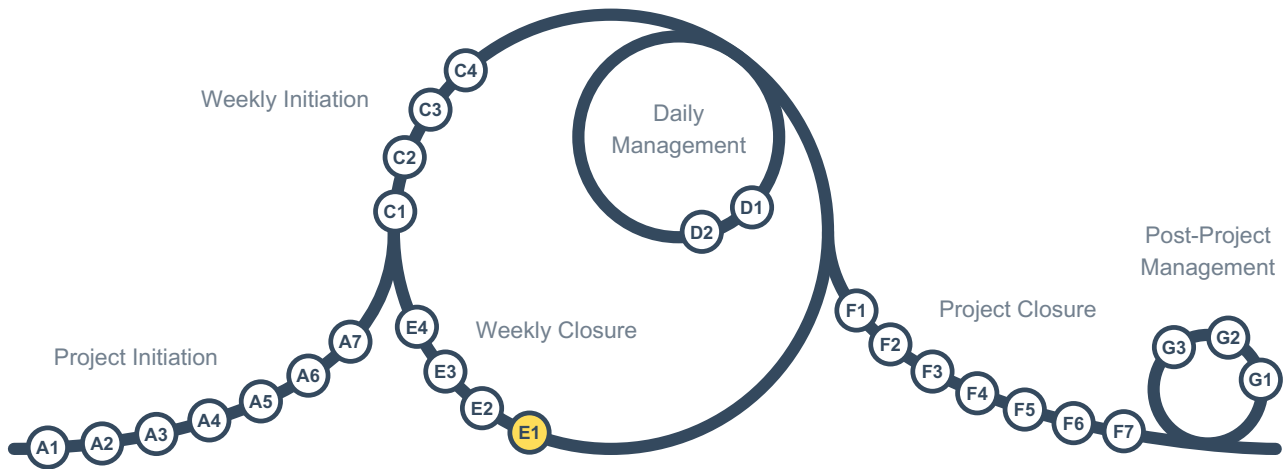 Weekly Initiation
C4
C3
C2
C1
Daily
Management
D1
D2
Post-Project
Management
G3
G2
G1
Project Initiation
A1
A2
A3
A4
A5
A6
A7
Weekly Closure
E4
E3
E2
E1
Project Closure
F1
F2
F3
F4
F5
F6
F7